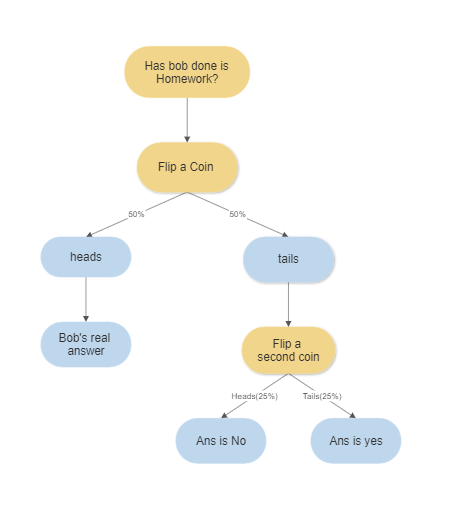 Has bob done is
Homework?
Flip a Coin
50%
50%
heads
tails
Bob's real
answer
Flip a
second coin
Heads(25%)
Tails(25%)
Ans is No
Ans is yes